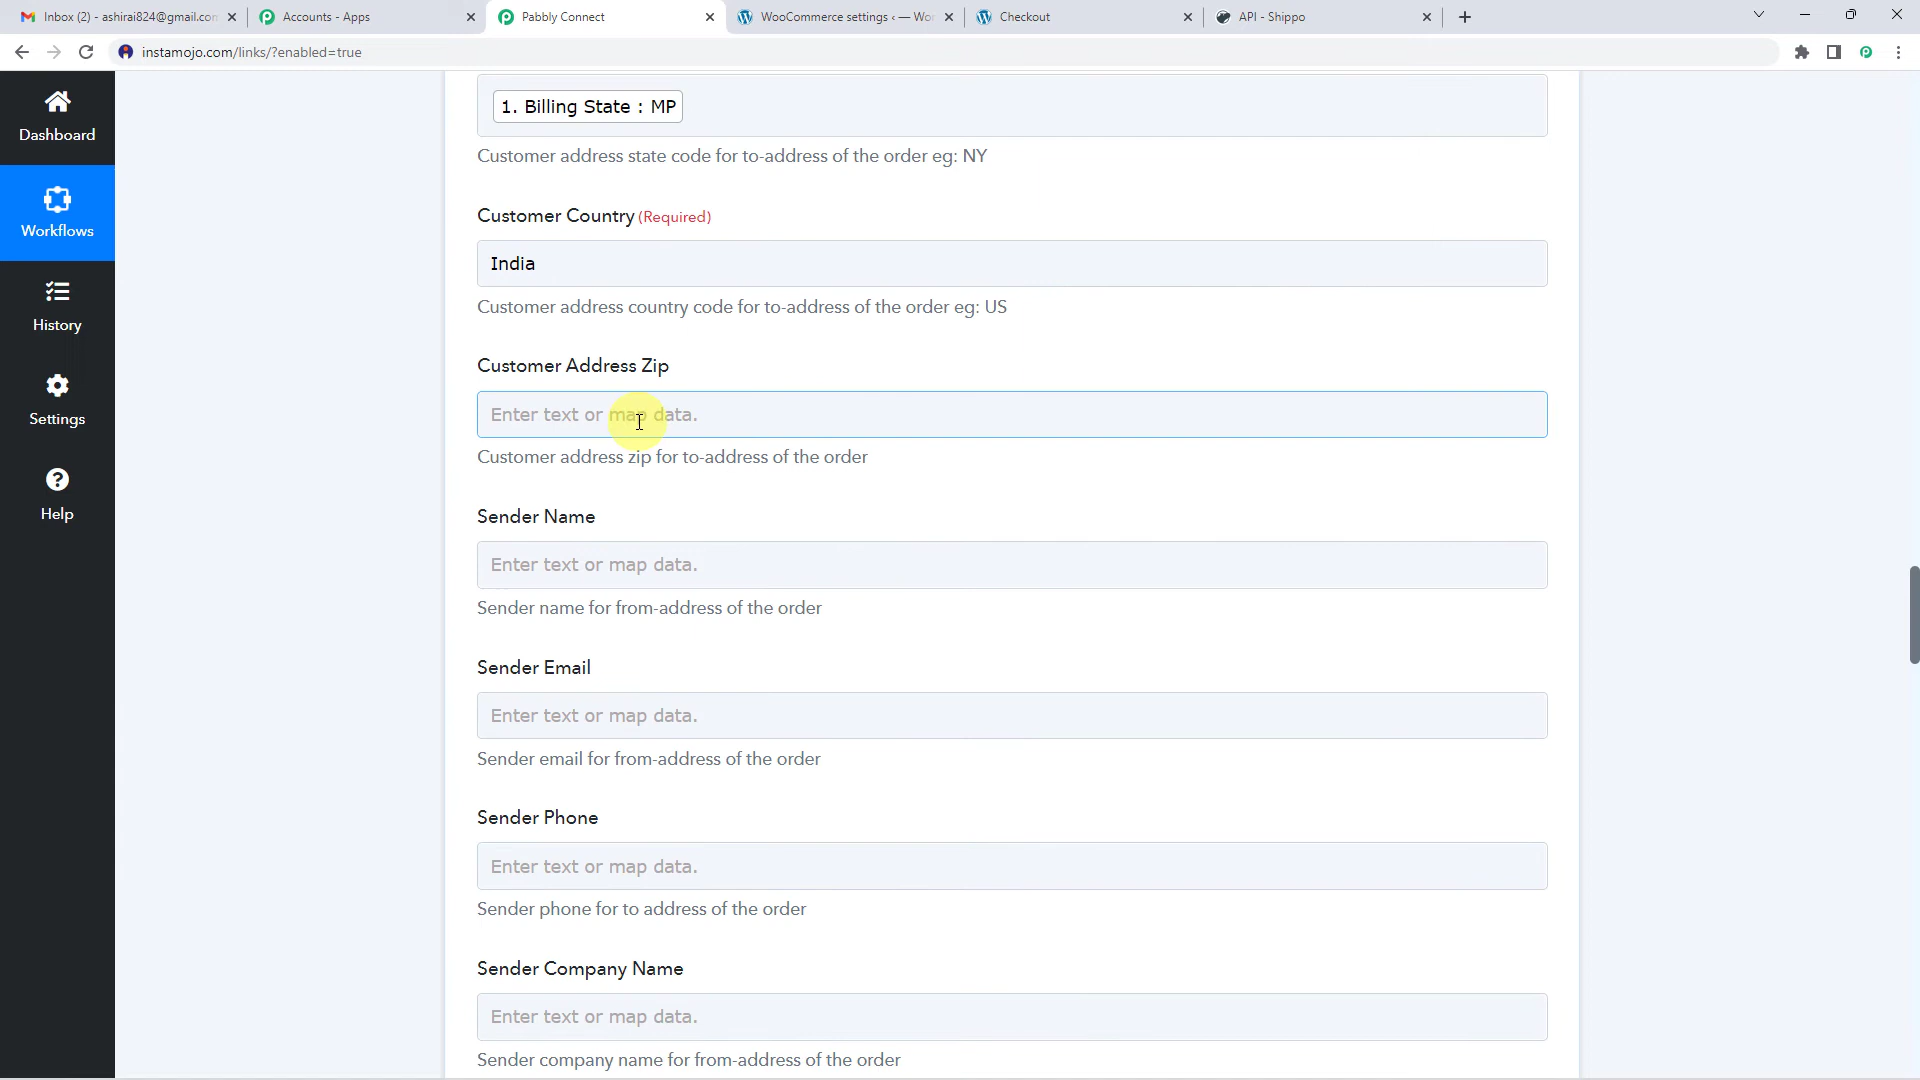 Inbox (2) - ashirai824@gmail.com
Accounts - Apps
Pabbly Connect
WooCommerce settings ‹ — Wor
Checkout
API - Shippo
instamojo.com/links/?enabled=true
Dashboard
Workflows
History
Settings
Help
1. Billing State : MP
Customer address state code for to-address of the order eg: NY
Customer Country (Required)
India
Customer address country code for to-address of the order eg: US
Customer Address Zip
Enter text or map data.
Customer address zip for to-address of the order
Sender Name
Enter text or map data.
Sender name for from-address of the order
Sender Email
Enter text or map data.
Sender email for from-address of the order
Sender Phone
Enter text or map data.
Sender phone for to address of the order
Sender Company Name
Enter text or map data.
Sender company name for from-address of the order